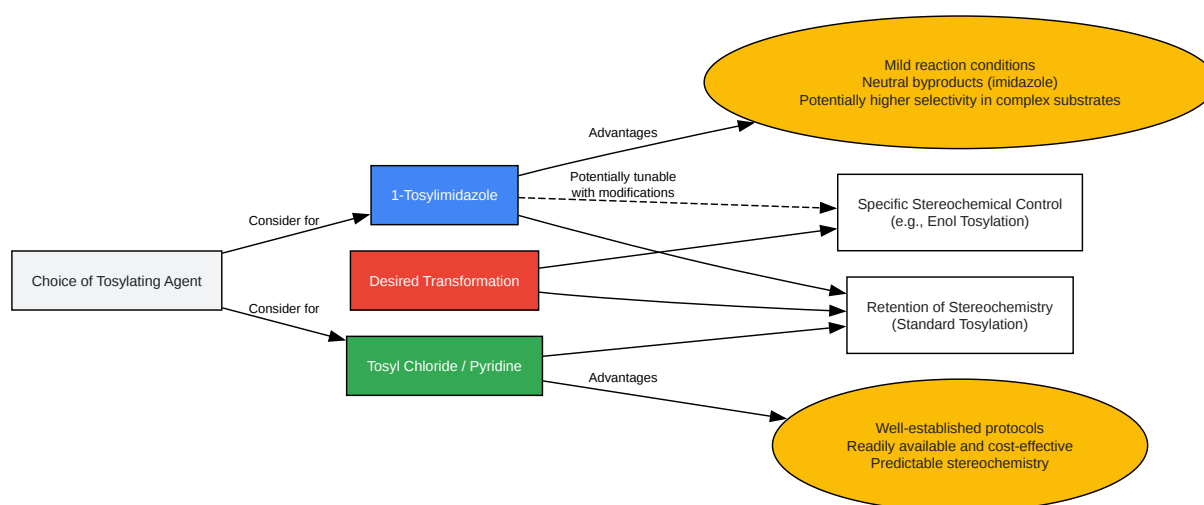 Mild reaction conditions
Neutral byproducts (imidazole)
Potentially higher selectivity in complex substrates
Advantages
Potentially tunable
with modifications
1-Tosylimidazole
Specific Stereochemical Control
(e.g., Enol Tosylation)
Consider for
Choice of Tosylating Agent
Desired Transformation
Retention of Stereochemistry
(Standard Tosylation)
Consider for
Tosyl Chloride / Pyridine
Advantages
Well-established protocols
Readily available and cost-effective
Predictable stereochemistry